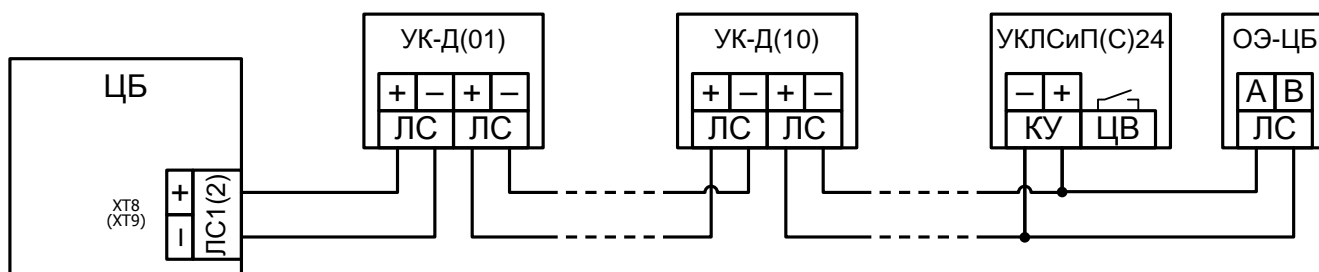 ЦБ
XT8
(XT9)
+
–
ЛС1(2)
УК-Д(01)
+ – + –
ЛС ЛС
УК-Д(10)
+ – + –
ЛС ЛС
УКЛСиП(С)24
– +
КУ ЦВ
ОЭ-ЦБ
А В
ЛС